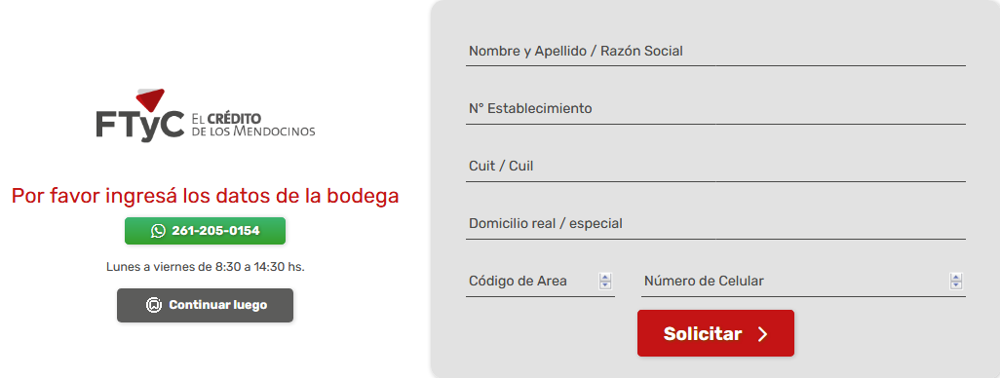 FTyC EL CRÉDITO
DE LOS MENDOCINOS
Por favor ingresá los datos de la bodega
261-205-0154
Lunes a viernes de 8:30 a 14:30 hs.
Continuar luego
Nombre y Apellido / Razón Social
N° Establecimiento
Cuit / Cuil
Domicilio real / especial
Código de Area
Número de Celular
Solicitar